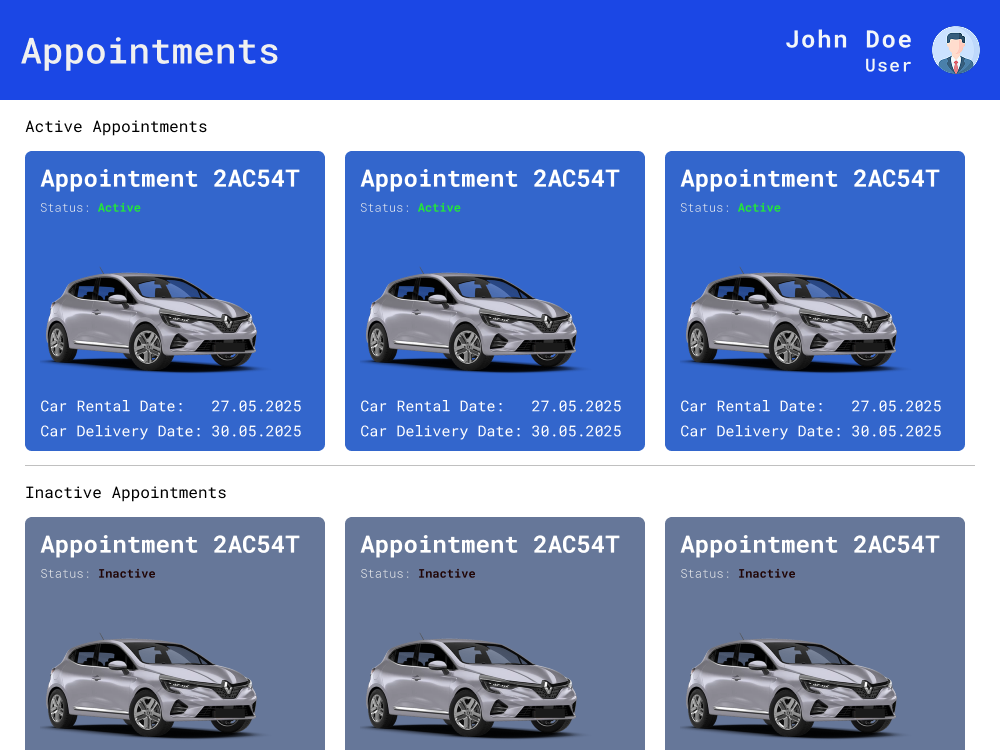 Appointments
John Doe
User
Active Appointments
Appointment 2AC54T
Status: Active
Car Rental Date: 27.05.2025
Car Delivery Date: 30.05.2025
Appointment 2AC54T
Status: Active
Car Rental Date: 27.05.2025
Car Delivery Date: 30.05.2025
Appointment 2AC54T
Status: Active
Car Rental Date: 27.05.2025
Car Delivery Date: 30.05.2025
Inactive Appointments
Appointment 2AC54T
Status: Inactive
Appointment 2AC54T
Status: Inactive
Appointment 2AC54T
Status: Inactive